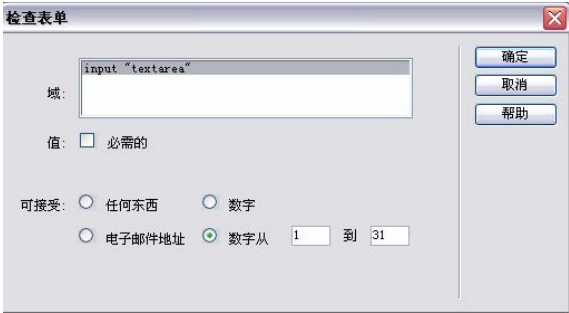 检查表单
域:
input "textarea"
值:
必需的
可接受: 任何东西 数字
电子邮件地址 数字从 1 到 31
确定
取消
帮助